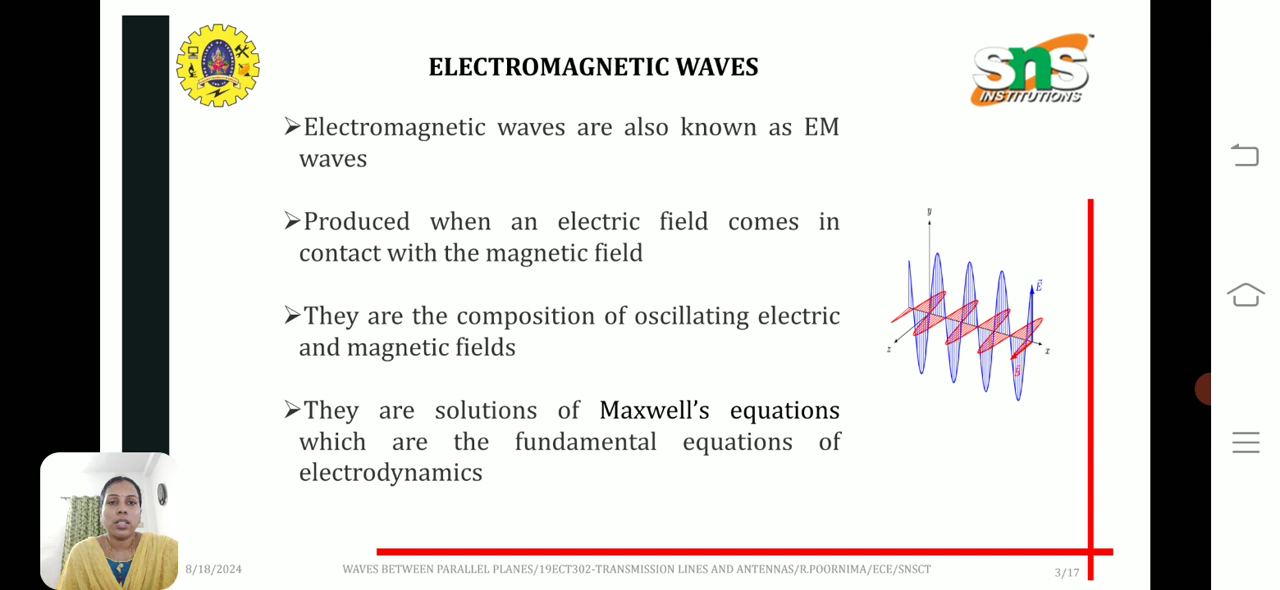 ELECTROMAGNETIC WAVES
sns
INSTITUTIONS
™
➢Electromagnetic waves are also known as EM
waves
➢Produced when an electric field comes in
contact with the magnetic field
➢They are the composition of oscillating electric
and magnetic fields
➢They are solutions of Maxwell's equations
which are the fundamental equations of
electrodynamics
y
E
z
x
B
8/18/2024
WAVES BETWEEN PARALLEL PLANES/19ECT302-TRANSMISSION LINES AND ANTENNAS/R.POORNIMA/ECE/SNSCT
3/17